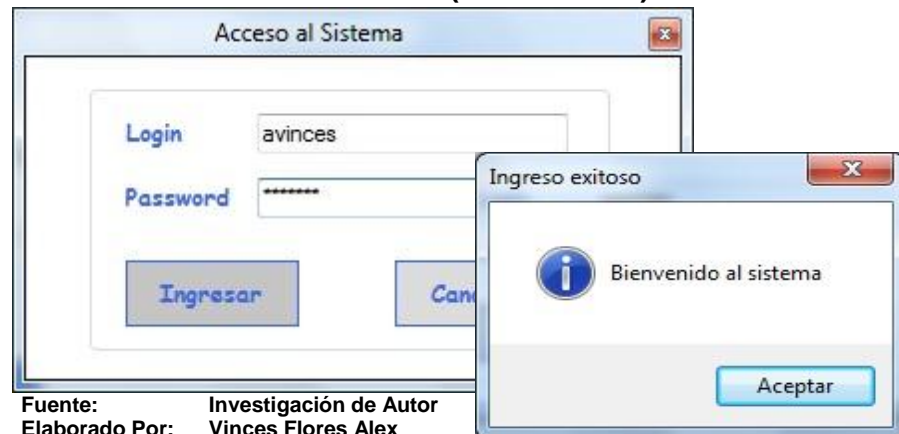 Acceso al Sistema
Login avinces
Password *******
Ingresar
Ingreso exitoso
Bienvenido al sistema
Aceptar
Fuente: Investigación de Autor
Elaborado Por: Vinces Flores Alex